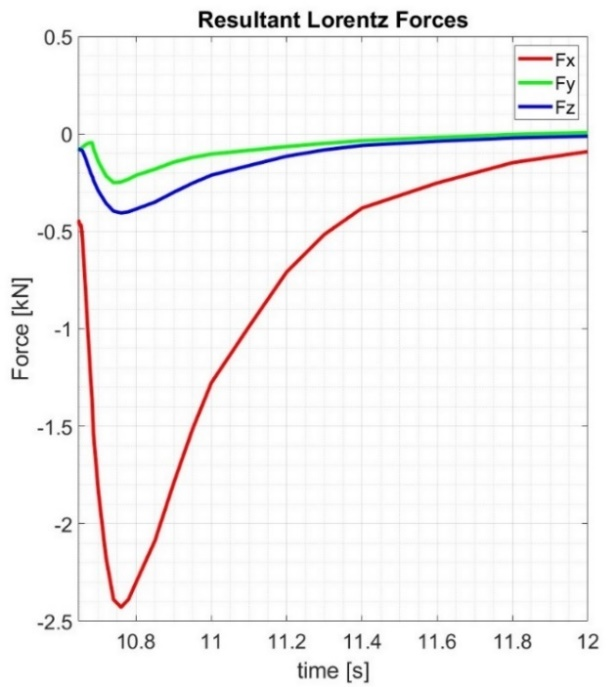 Resultant Lorentz Forces
Fx
Fy
Fz
Force [kN]
0.5
0
-0.5
-1
-1.5
-2
-2.5
10.8 11 11.2 11.4 11.6 11.8 12
time [s]